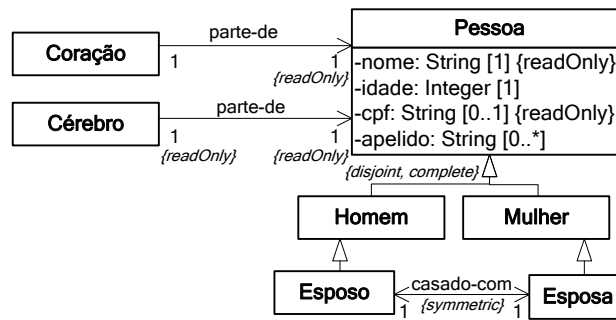 Pessoa
-nome: String [1] {readOnly}
-idade: Integer [1]
-cpf: String [0..1] {readOnly}
-apelido: String [0..*]
Coração
parte-de
1
1
{readOnly}
Cérebro
parte-de
1
{readOnly}
1
{readOnly}
{disjoint, complete}
Homem
Mulher
Esposo
casado-com
{symmetric}
1
1
Esposa